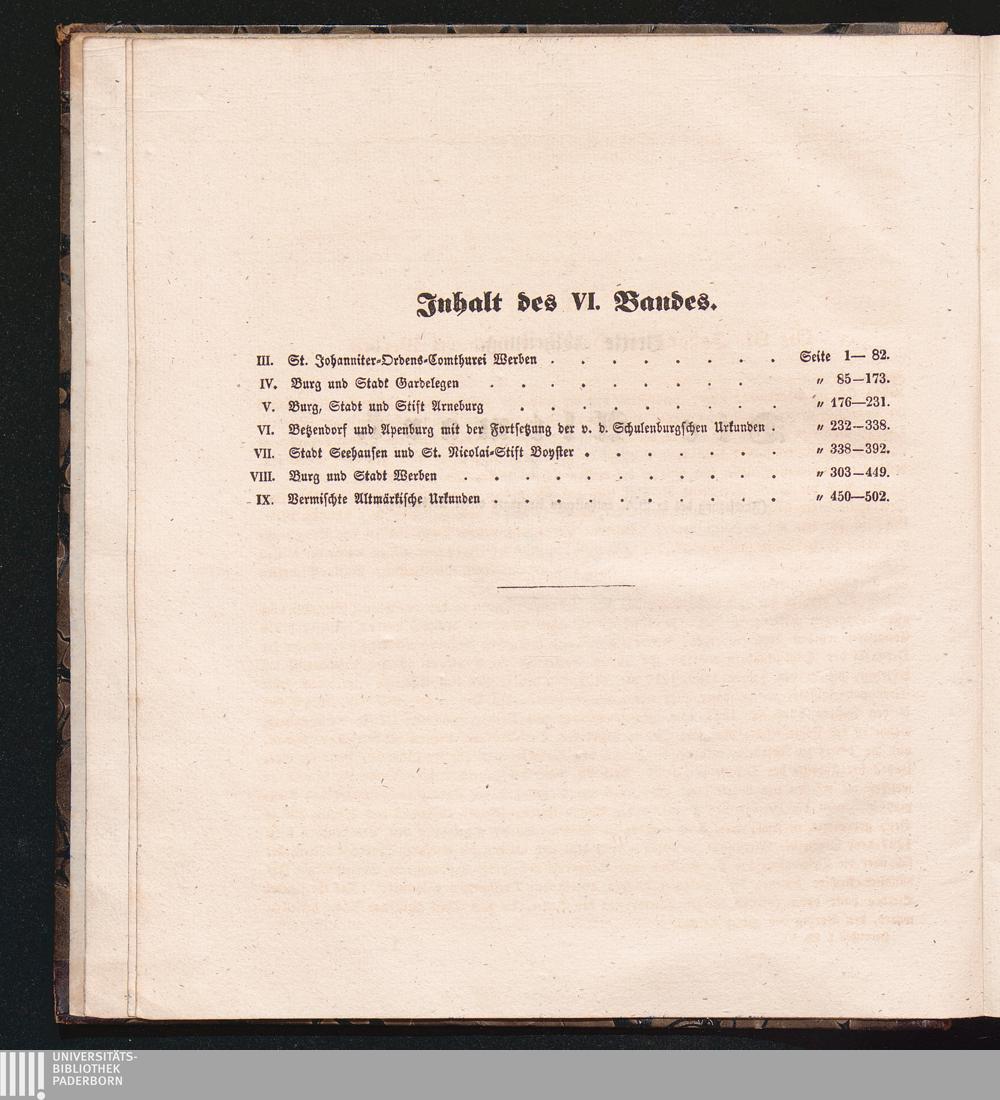 Inhalt des VI. Bandes.
III. St. Johanniter-Ordens-Comthurei Werben . . . . . . . . Seite 1— 82.
IV. Burg und Stadt Gardelegen . . . . . . . . . „ 85—173.
V. Burg, Stadt und Stift Arneburg . . . . . . . . . . „ 176—231.
VI. Betzendorf und Apenburg mit der Fortsetzung der v. d. Schulenburgschen Urkunden . „ 232—338.
VII. Stadt Seehausen und St. Nicolai-Stift Boyster . . . . . . . „ 338—392.
VIII. Burg und Stadt Werben . . . . . . . . . . . . „ 303—449.
IX. Vermischte Altmärkische Urkunden . . . . . . . . . . „ 450—502.
UNIVERSITÄTS-
BIBLIOTHEK
PADERBORN